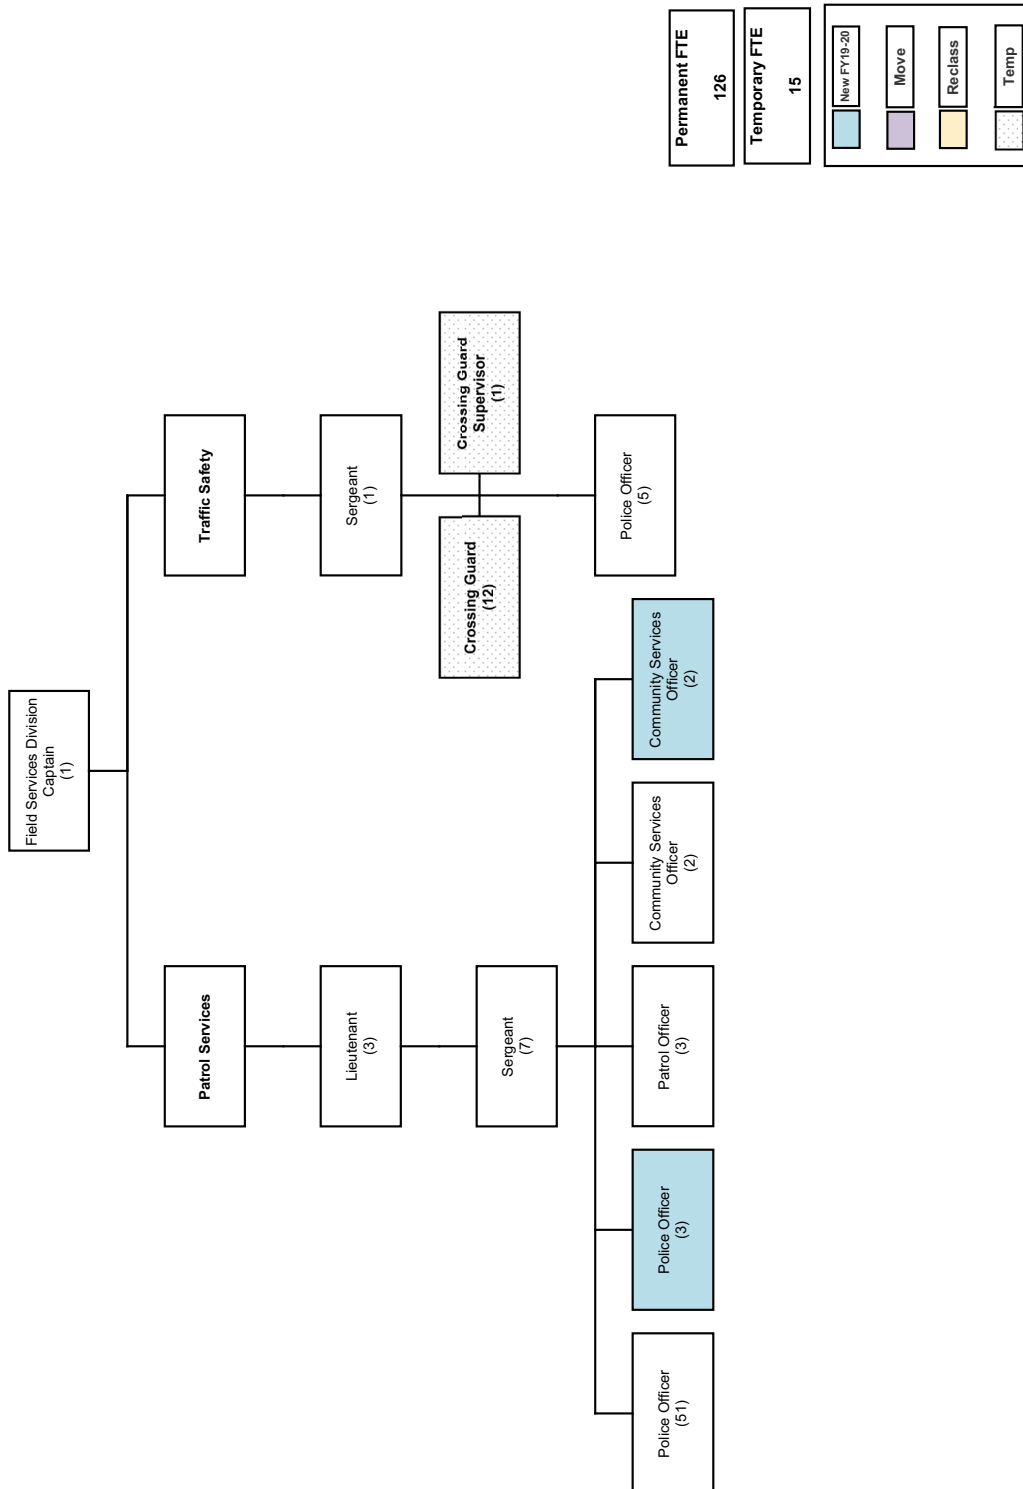 Field Services Division
Captain
(1)
Patrol Services
Traffic Safety
Lieutenant
(3)
Sergeant
(1)
Sergeant
(7)
Crossing Guard
(12)
Crossing Guard
Supervisor
(1)
Police Officer
(5)
Police Officer
(51)
Police Officer
(3)
Patrol Officer
(3)
Community Services
Officer
(2)
Community Services
Officer
(2)
Permanent FTE
126
Temporary FTE
15
New FY19-20
Move
Reclass
Temp